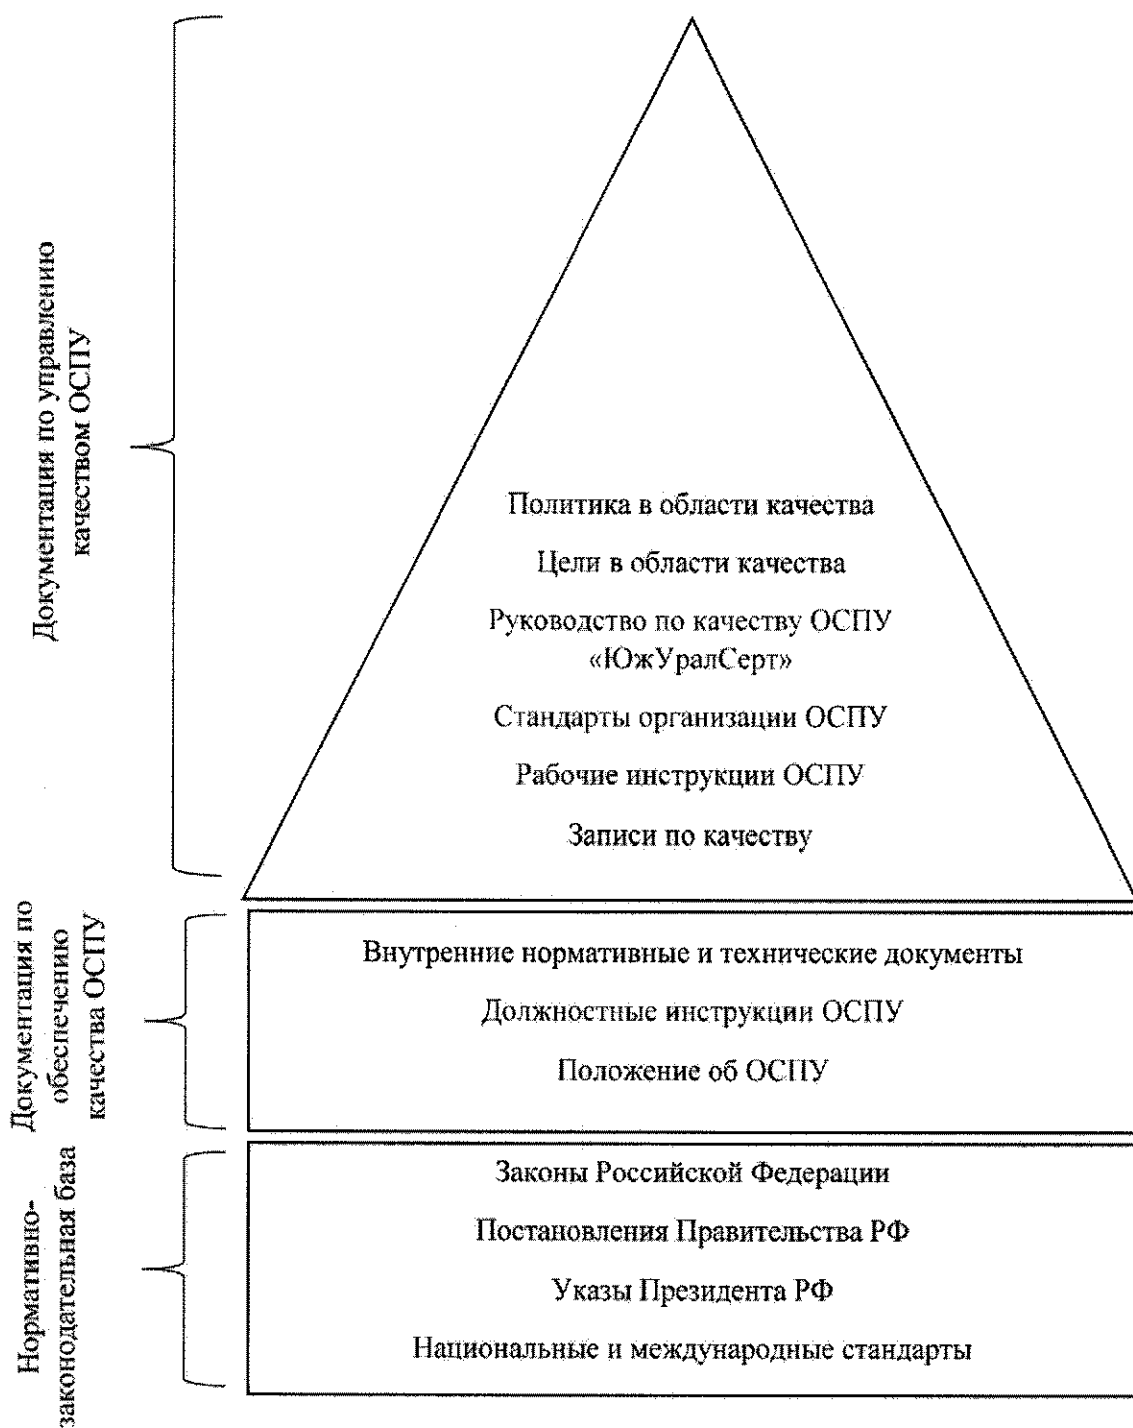 Документация по управлению
качеством ОСПУ
Политика в области качества
Цели в области качества
Руководство по качеству ОСПУ
«ЮжУралСерт»
Стандарты организации ОСПУ
Рабочие инструкции ОСПУ
Записи по качеству
Документация по
обеспечению
качества ОСПУ
Внутренние нормативные и технические документы
Должностные инструкции ОСПУ
Положение об ОСПУ
Нормативно-
законодательная база
Законы Российской Федерации
Постановления Правительства РФ
Указы Президента РФ
Национальные и международные стандарты